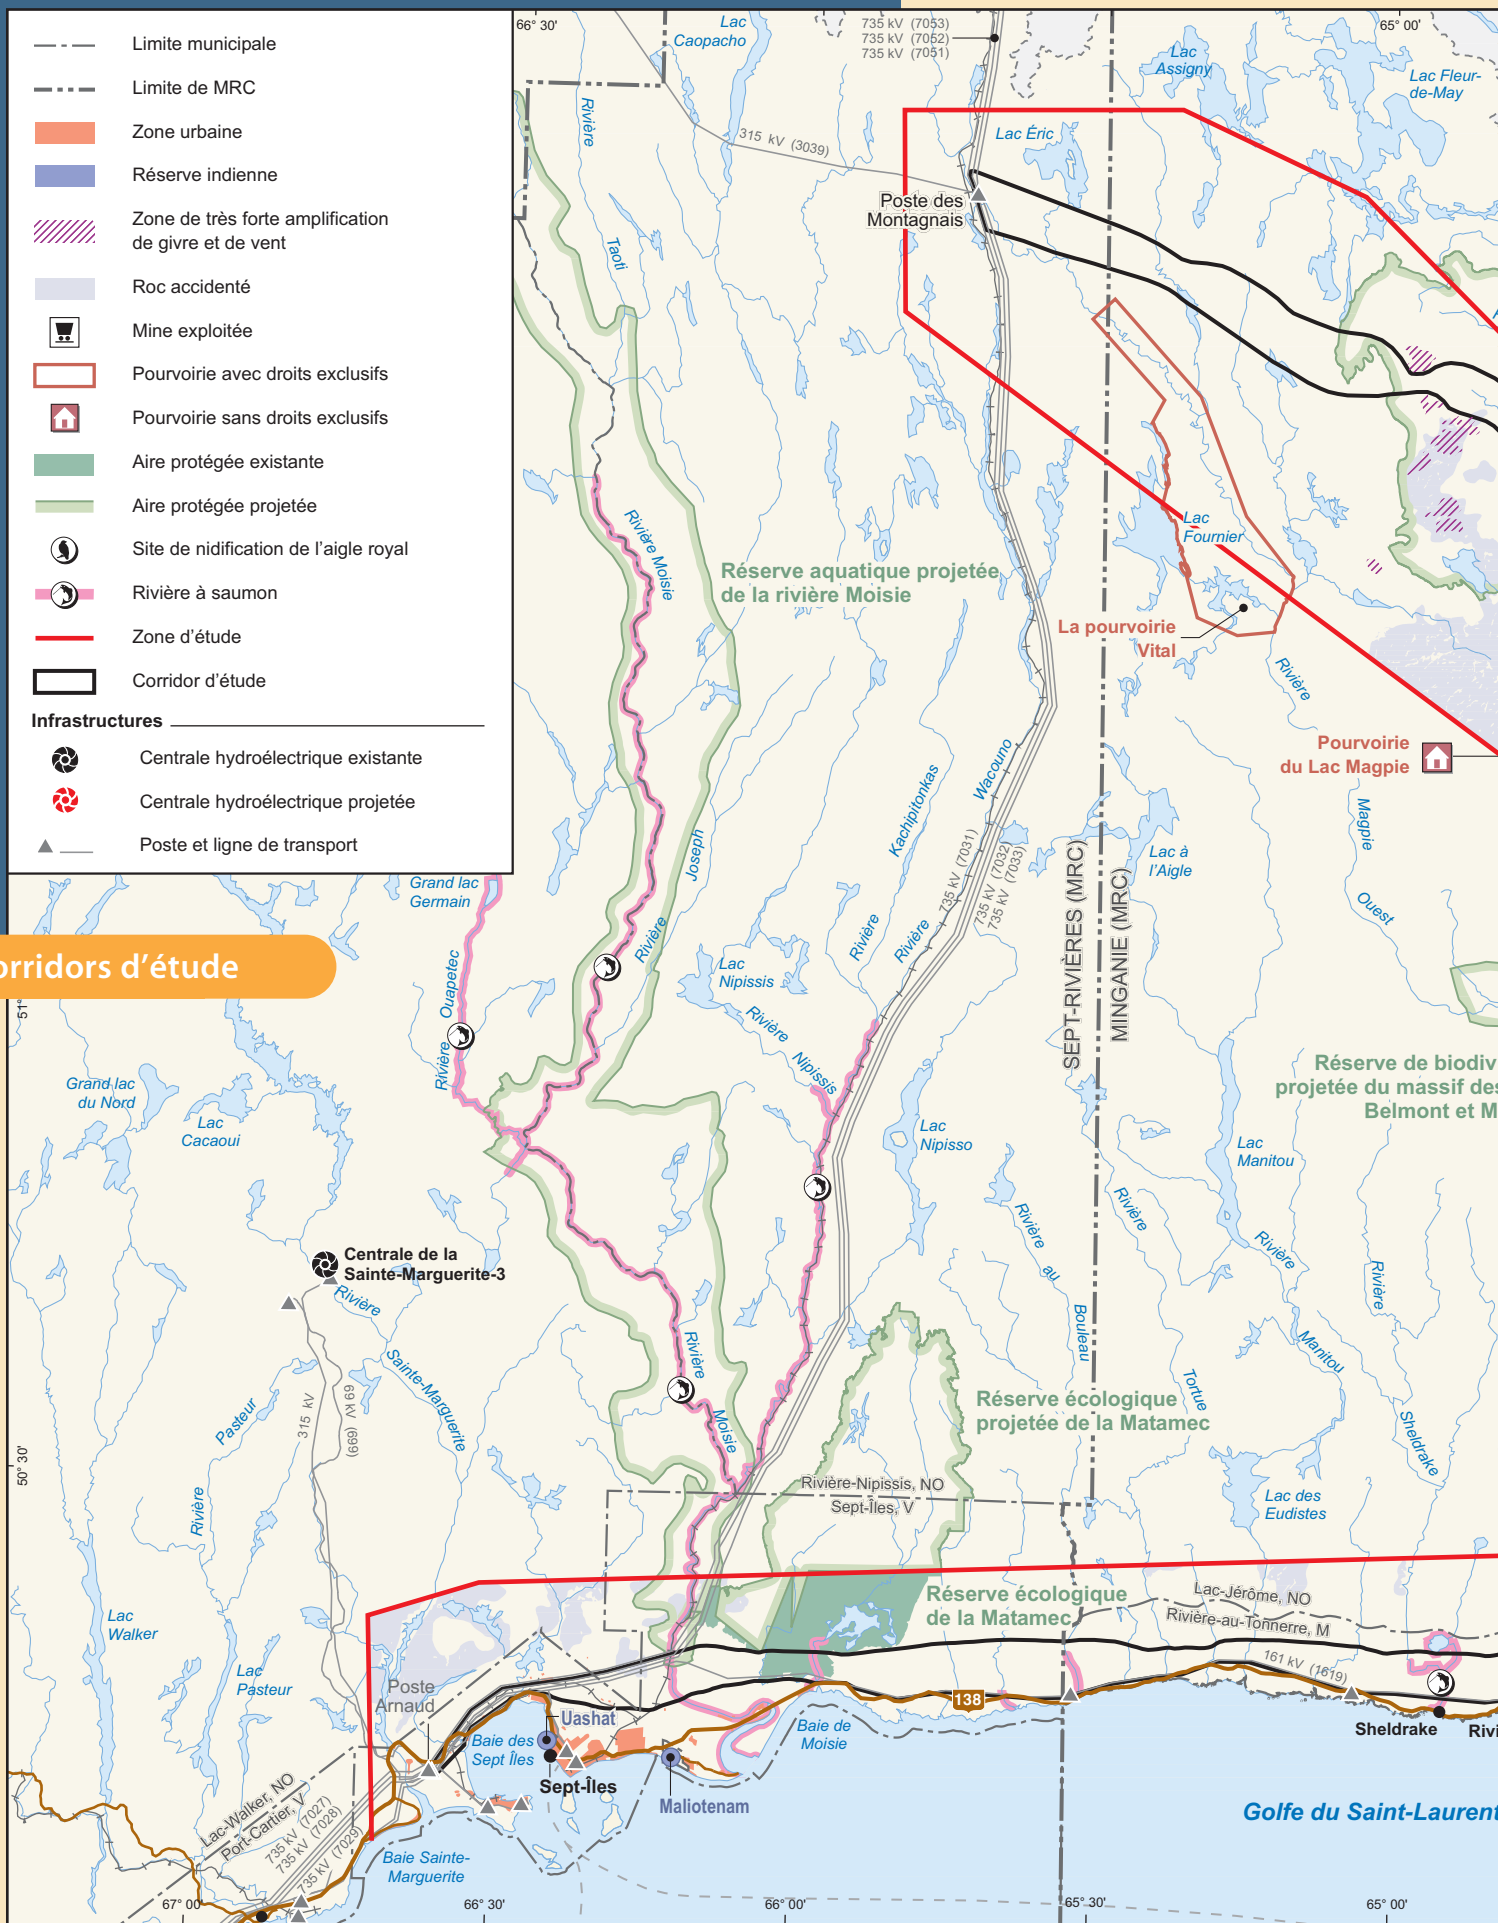 Limite municipale
Limite de MRC
Zone urbaine
Réserve indienne
Zone de très forte amplification
de givre et de vent
Roc accidenté
Mine exploitée
Pourvoirie avec droits exclusifs
Pourvoirie sans droits exclusifs
Aire protégée existante
Aire protégée projetée
Site de nidification de l'aigle royal
Rivière à saumon
Zone d'étude
Corridor d'étude
Infrastructures
Centrale hydroélectrique existante
Centrale hydroélectrique projetée
Poste et ligne de transport
orridors d'étude
66° 30'
65° 00'
Lac
Caopacho
735 kV (7053)
735 kV (7052)
735 kV (7051)
Lac
Assigny
Lac Fleur-
de-May
Lac Éric
315 kV (3039)
Poste des
Montagnais
Rivière
Taoti
Rivière Moisie
Réserve aquatique projetée
de la rivière Moisie
Lac
Fournier
La pourvoirie
Vital
Rivière
Magpie
Ouest
Pourvoirie
du Lac Magpie
Wacouno
Kachipitonkas
Joseph
Rivière
Rivière
Rivière
735 kV (7031)
735 kV (7032)
735 kV (7033)
Lac à
l'Aigle
SEPT-RIVIÈRES (MRC)
MINGANIE (MRC)
Grand lac
Germain
Rivière Ouapetec
Lac
Nipissis
Rivière Nipissis
51°
Grand lac
du Nord
Lac
Cacaoui
Réserve de biodiv
projetée du massif des
Belmont et M
Lac
Nipisso
Lac
Manitou
Rivière
au
Bouleau
Rivière
Tortue
Rivière
Manitou
Rivière
Sheldrake
Centrale de la
Sainte-Marguerite-3
Rivière
Sainte-Marguerite
315 kV
69 kV (669)
Pasteur
Rivière
Rivière
Moisie
Réserve écologique
projetée de la Matamec
50° 30'
Rivière-Nipissis, NO
Sept-Îles, V
Lac des
Eudistes
Réserve écologique
de la Matamec
Lac-Jérôme, NO
Rivière-au-Tonnerre, M
161 kV (1619)
Lac
Walker
Lac
Pasteur
Poste
Arnaud
138
Uashat
Baie des
Sept Îles
Baie de
Moisie
Sheldrake
Rivi
Sept-Îles
Maliotenam
Golfe du Saint-Laurent
Lac-Walker, NO
Port-Cartier, V
735 kV (7027)
735 kV (7028)
735 kV (7029)
Baie Sainte-
Marguerite
67° 00'
66° 30'
66° 00'
65° 30'
65° 00'